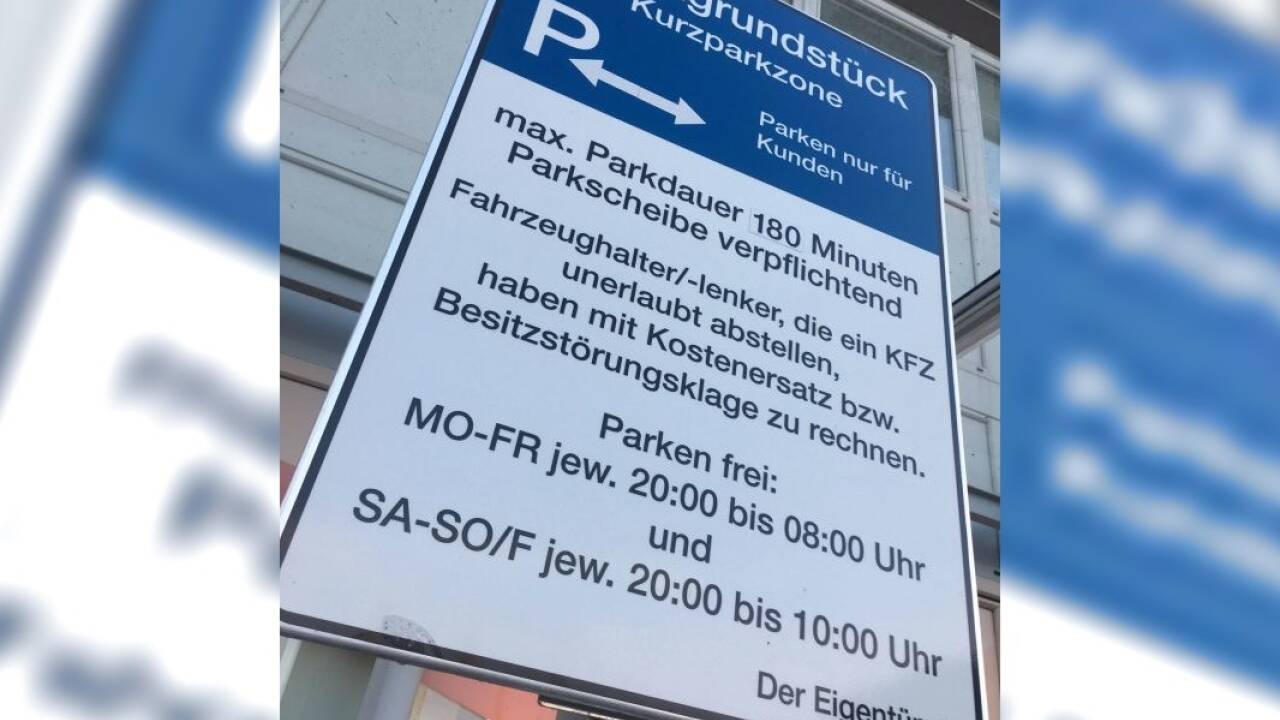 P
Kurzparkzone
Parken nur für
Kunden
max. Parkdauer 180 Minuten
Parkscheibe verpflichtend
Fahrzeughalter/-lenker, die ein KFZ
unerlaubt abstellen,
haben mit Kostenersatz bzw.
Besitzstörungsklage zu rechnen.
Parken frei:
MO-FR jew. 20:00 bis 08:00 Uhr
und
SA-SO/F jew. 20:00 bis 10:00 Uhr
Der